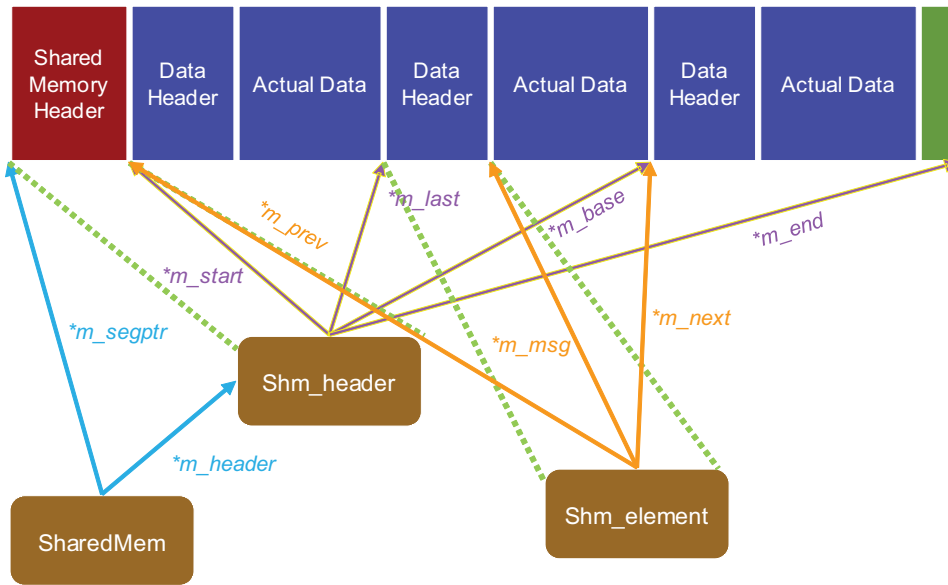 Shared
Memory
Header
Data
Header
Actual Data
Data
Header
Actual Data
Data
Header
Actual Data
*m_prev
*m_last
*m_base
*m_end
*m_start
*m_segptr
*m_msg
*m_next
Shm_header
*m_header
SharedMem
Shm_element